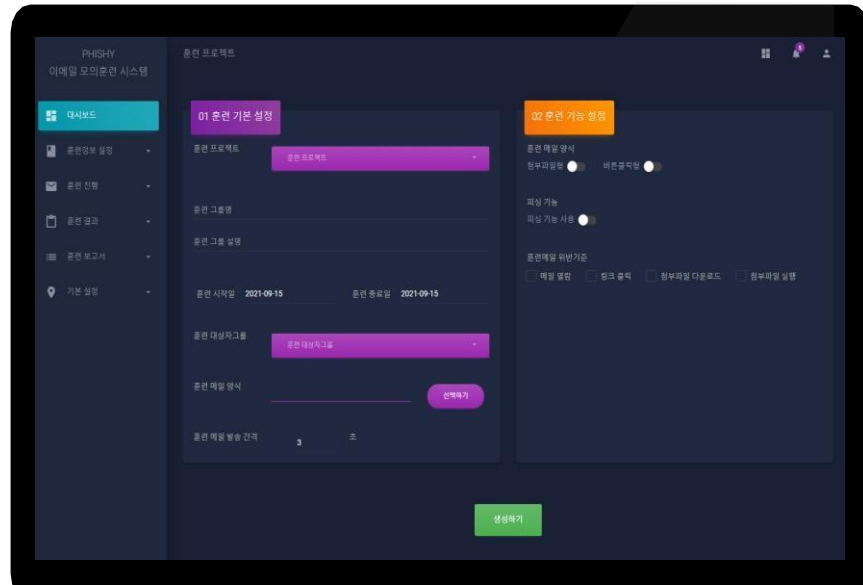 PHISHY
이메일 모의훈련 시스템
훈련 프로젝트
5
대시보드
훈련정보 설정
훈련 진행
훈련 결과
훈련 보고서
기본 설정
01 훈련 기본 설정
훈련 프로젝트
훈련 프로젝트
훈련 그룹명
훈련 그룹 설명
훈련 시작일 2021-09-15 훈련 종료일 2021-09-15
훈련 대상자그룹
훈련 대상자그룹
훈련 메일 양식
선택하기
훈련 메일 발송 간격 3 초
02 훈련 기능 설정
훈련 메일 양식
첨부파일형 버튼클릭형
피싱 기능
피싱 기능 사용
훈련메일 위반기준
메일 열람 링크 클릭 첨부파일 다운로드 첨부파일 실행
생성하기